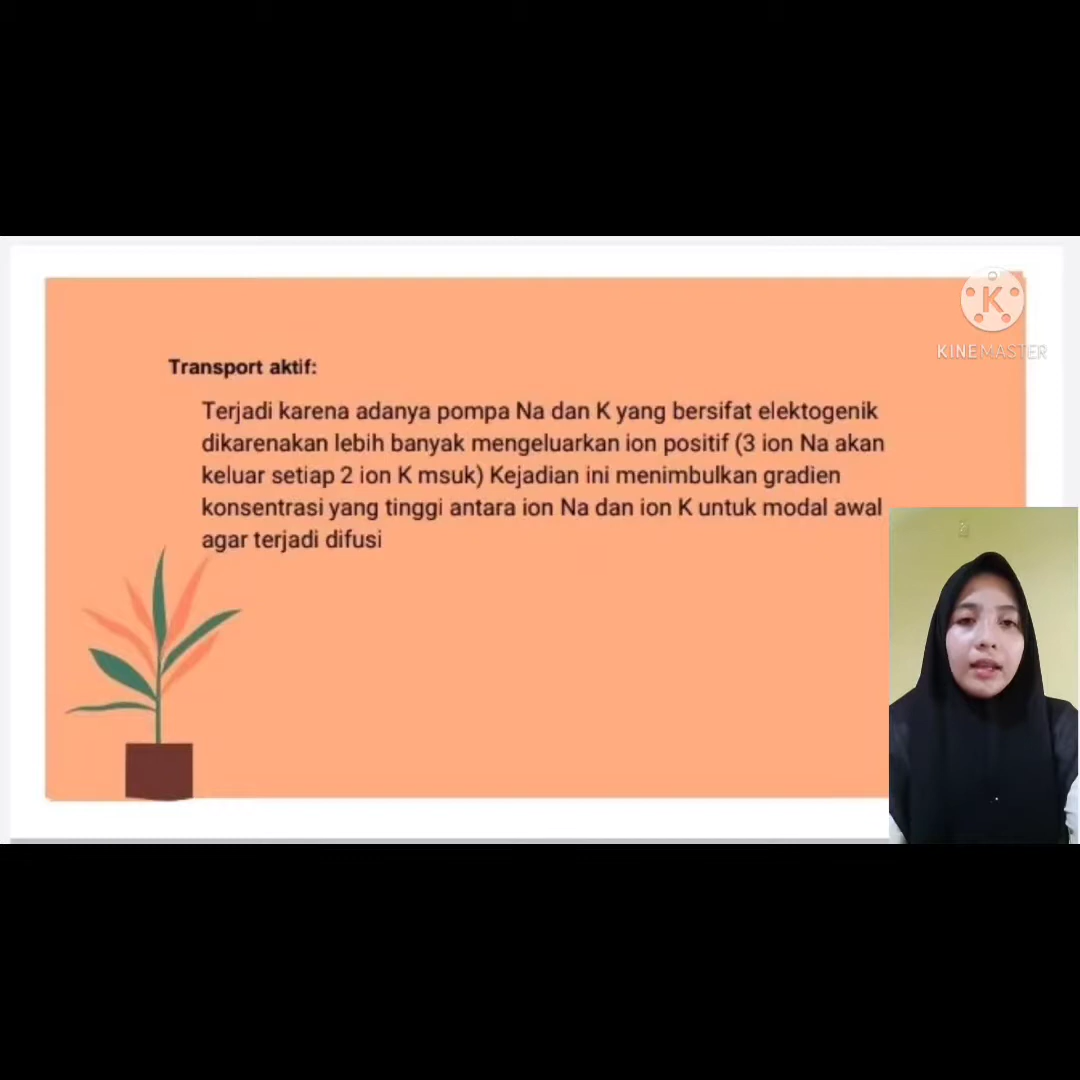 K
KINEMASTER
Transport aktif:
Terjadi karena adanya pompa Na dan K yang bersifat elektogenik
dikarenakan lebih banyak mengeluarkan ion positif (3 ion Na akan
keluar setiap 2 ion K msuk) Kejadian ini menimbulkan gradien
konsentrasi yang tinggi antara ion Na dan ion K untuk modal awal
agar terjadi difusi